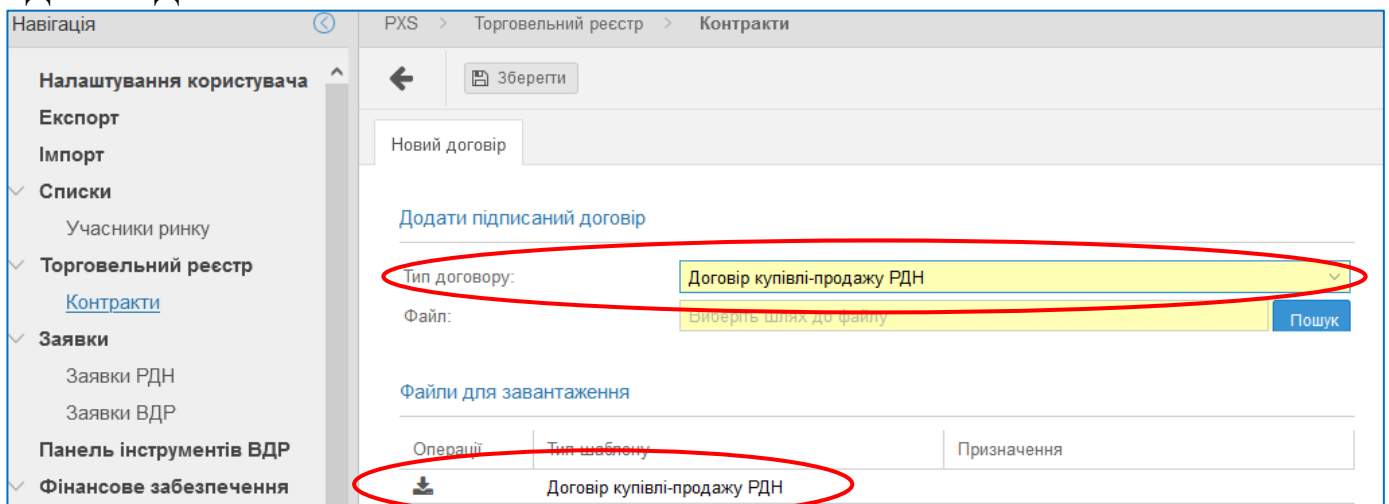 Навігація
PXS > Торговельний реєстр > Контракти
Налаштування користувача
Зберегти
Експорт
Імпорт
Новий договір
Списки
Учасники ринку
Додати підписаний договір
Торговельний реєстр
Тип договору:
Договір купівлі-продажу РДН
Контракти
Файл:
Виберіть шлях до файлу
Пошук
Заявки
Заявки РДН
Файли для завантаження
Заявки ВДР
Панель інструментів ВДР
Операції
Тип шаблону
Призначення
Фінансове забезпечення
Договір купівлі-продажу РДН